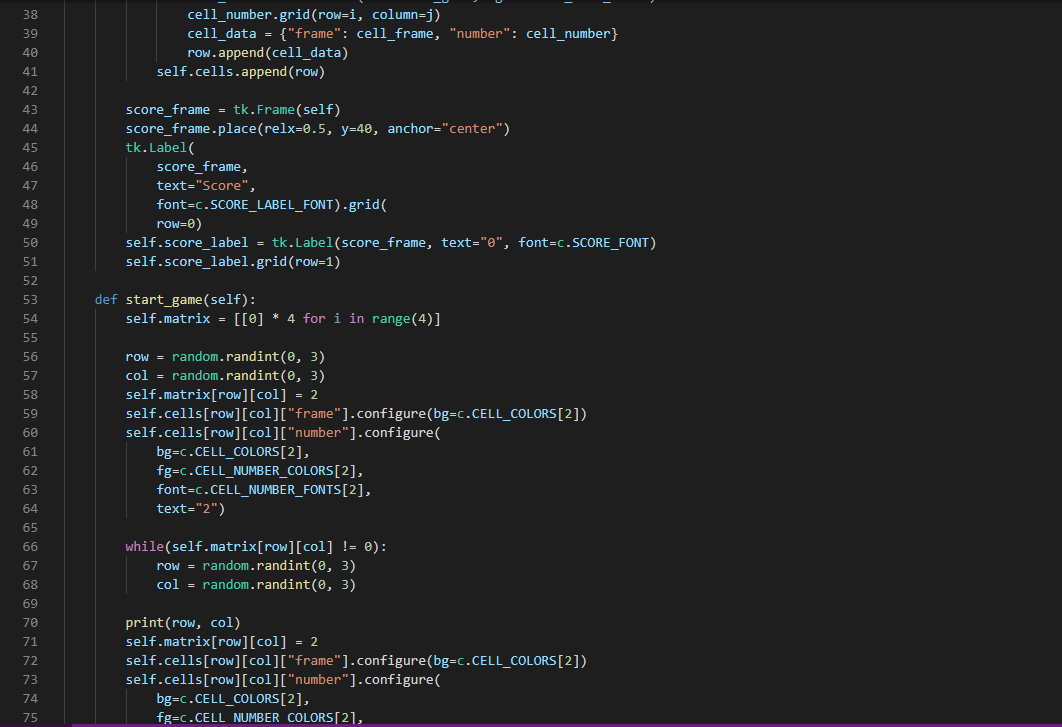 38                    cell_number.grid(row=i, column=j)
39                    cell_data = {"frame": cell_frame, "number": cell_number}
40                    row.append(cell_data)
41                self.cells.append(row)
42
43            score_frame = tk.Frame(self)
44            score_frame.place(relx=0.5, y=40, anchor="center")
45            tk.Label(
46                score_frame,
47                text="Score",
48                font=c.SCORE_LABEL_FONT).grid(
49                row=0)
50            self.score_label = tk.Label(score_frame, text="0", font=c.SCORE_FONT)
51            self.score_label.grid(row=1)
52
53        def start_game(self):
54            self.matrix = [[0] * 4 for i in range(4)]
55
56            row = random.randint(0, 3)
57            col = random.randint(0, 3)
58            self.matrix[row][col] = 2
59            self.cells[row][col]["frame"].configure(bg=c.CELL_COLORS[2])
60            self.cells[row][col]["number"].configure(
61                bg=c.CELL_COLORS[2],
62                fg=c.CELL_NUMBER_COLORS[2],
63                font=c.CELL_NUMBER_FONTS[2],
64                text="2")
65
66            while(self.matrix[row][col] != 0):
67                row = random.randint(0, 3)
68                col = random.randint(0, 3)
69
70            print(row, col)
71            self.matrix[row][col] = 2
72            self.cells[row][col]["frame"].configure(bg=c.CELL_COLORS[2])
73            self.cells[row][col]["number"].configure(
74                bg=c.CELL_COLORS[2],
75                fg=c.CELL_NUMBER_COLORS[2],